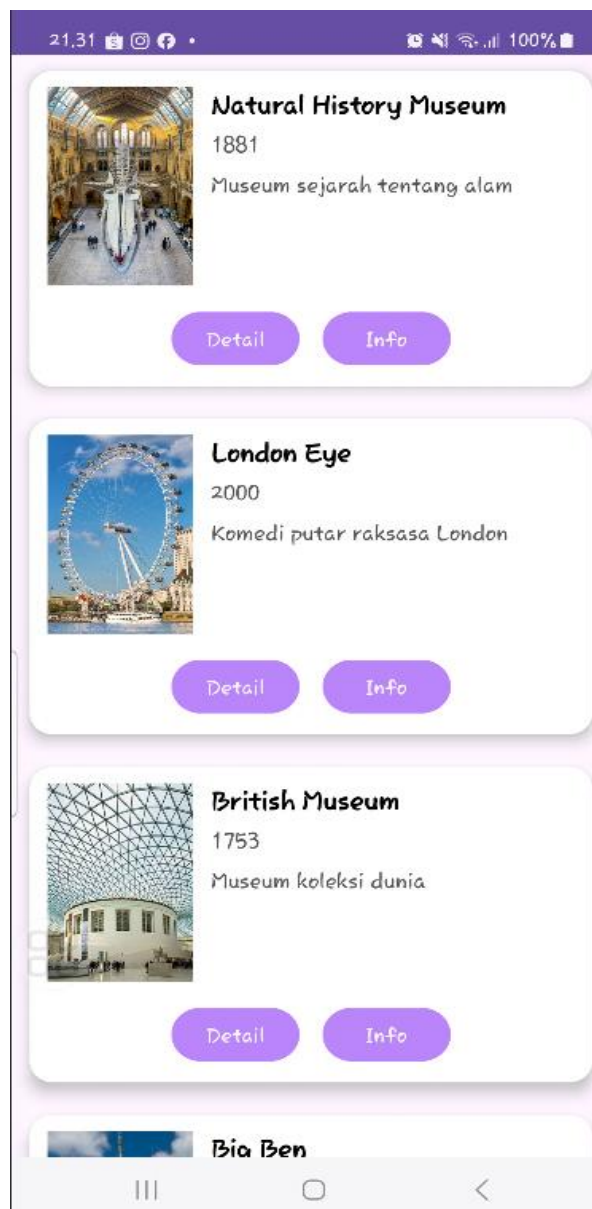 21.31 100%
Natural History Museum
1881
Museum sejarah tentang alam
Detail Info
London Eye
2000
Komedi putar raksasa London
Detail Info
British Museum
1753
Museum koleksi dunia
Detail Info
Big Ben